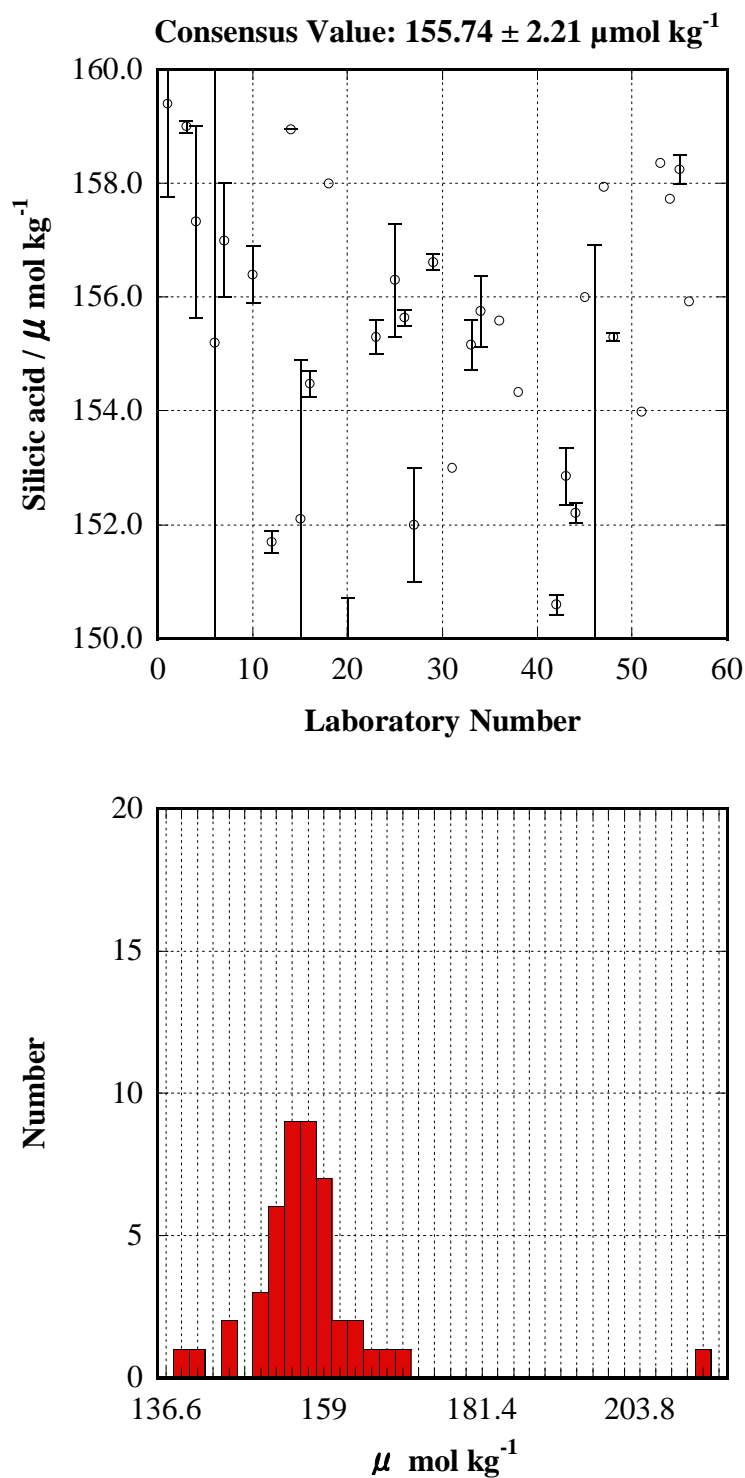 Consensus Value: 155.74 ± 2.21 µmol kg⁻¹
Silicic acid / μ mol kg⁻¹
160.0
158.0
156.0
154.0
152.0
150.0
0 10 20 30 40 50 60
Laboratory Number
Number
20
15
10
5
0
136.6 159 181.4 203.8
μ mol kg⁻¹